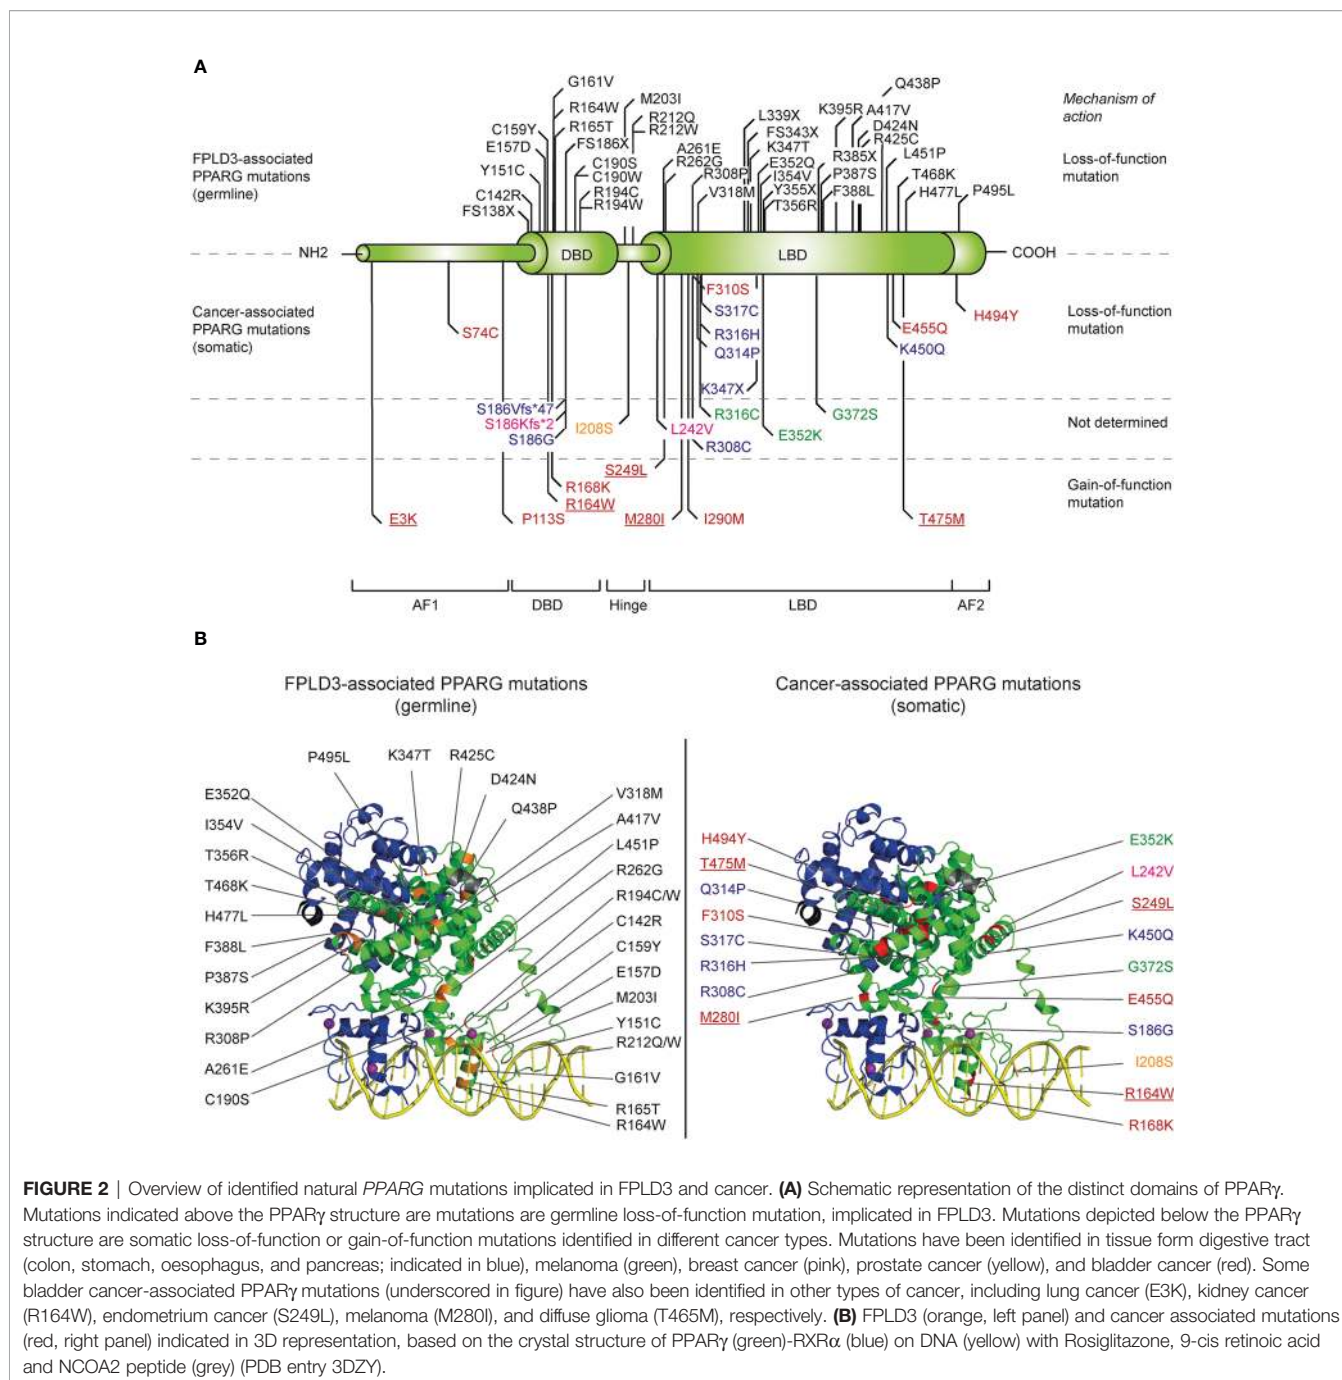 A
FPLD3-associated
PPARG mutations
(germline)
Mechanism of
action
Loss-of-function
mutation
FS138X
C142R
Y151C
E157D
C159Y
G161V
R164W
R165T
FS186X
C190S
C190W
R194C
R194W
M203I
R212Q
R212W
A261E
R262G
R308P
V318M
L339X
FS343X
K347T
E352Q
I354V
Y355X
T356R
R385X
P387S
F388L
K395R
A417V
D424N
R425C
Q438P
L451P
T468K
H477L
P495L
NH2
DBD
LBD
COOH
Cancer-associated
PPARG mutations
(somatic)
Loss-of-function
mutation
S74C
F310S
S317C
R316H
Q314P
K347X
E455Q
K450Q
H494Y
Not determined
S186Vfs*47
S186Kfs*2
S186G
I208S
L242V
R316C
R308C
E352K
G372S
Gain-of-function
mutation
E3K
P113S
R168K
R164W
S249L
M280I
I290M
T475M
AF1
DBD
Hinge
LBD
AF2
B
FPLD3-associated PPARG mutations
(germline)
P495L
K347T
R425C
D424N
Q438P
E352Q
I354V
T356R
T468K
H477L
F388L
P387S
K395R
R308P
A261E
C190S
V318M
A417V
L451P
R262G
R194C/W
C142R
C159Y
E157D
M203I
Y151C
R212Q/W
G161V
R165T
R164W
Cancer-associated PPARG mutations
(somatic)
H494Y
T475M
Q314P
F310S
S317C
R316H
R308C
M280I
E352K
L242V
S249L
K450Q
G372S
E455Q
S186G
I208S
R164W
R168K
FIGURE 2 | Overview of identified natural PPARG mutations implicated in FPLD3 and cancer. (A) Schematic representation of the distinct domains of PPARγ.
Mutations indicated above the PPARγ structure are mutations are germline loss-of-function mutation, implicated in FPLD3. Mutations depicted below the PPARγ
structure are somatic loss-of-function or gain-of-function mutations identified in different cancer types. Mutations have been identified in tissue form digestive tract
(colon, stomach, oesophagus, and pancreas; indicated in blue), melanoma (green), breast cancer (pink), prostate cancer (yellow), and bladder cancer (red). Some
bladder cancer-associated PPARγ mutations (underscored in figure) have also been identified in other types of cancer, including lung cancer (E3K), kidney cancer
(R164W), endometrium cancer (S249L), melanoma (M280I), and diffuse glioma (T465M), respectively. (B) FPLD3 (orange, left panel) and cancer associated mutations
(red, right panel) indicated in 3D representation, based on the crystal structure of PPARγ (green)-RXRα (blue) on DNA (yellow) with Rosiglitazone, 9-cis retinoic acid
and NCOA2 peptide (grey) (PDB entry 3DZY).